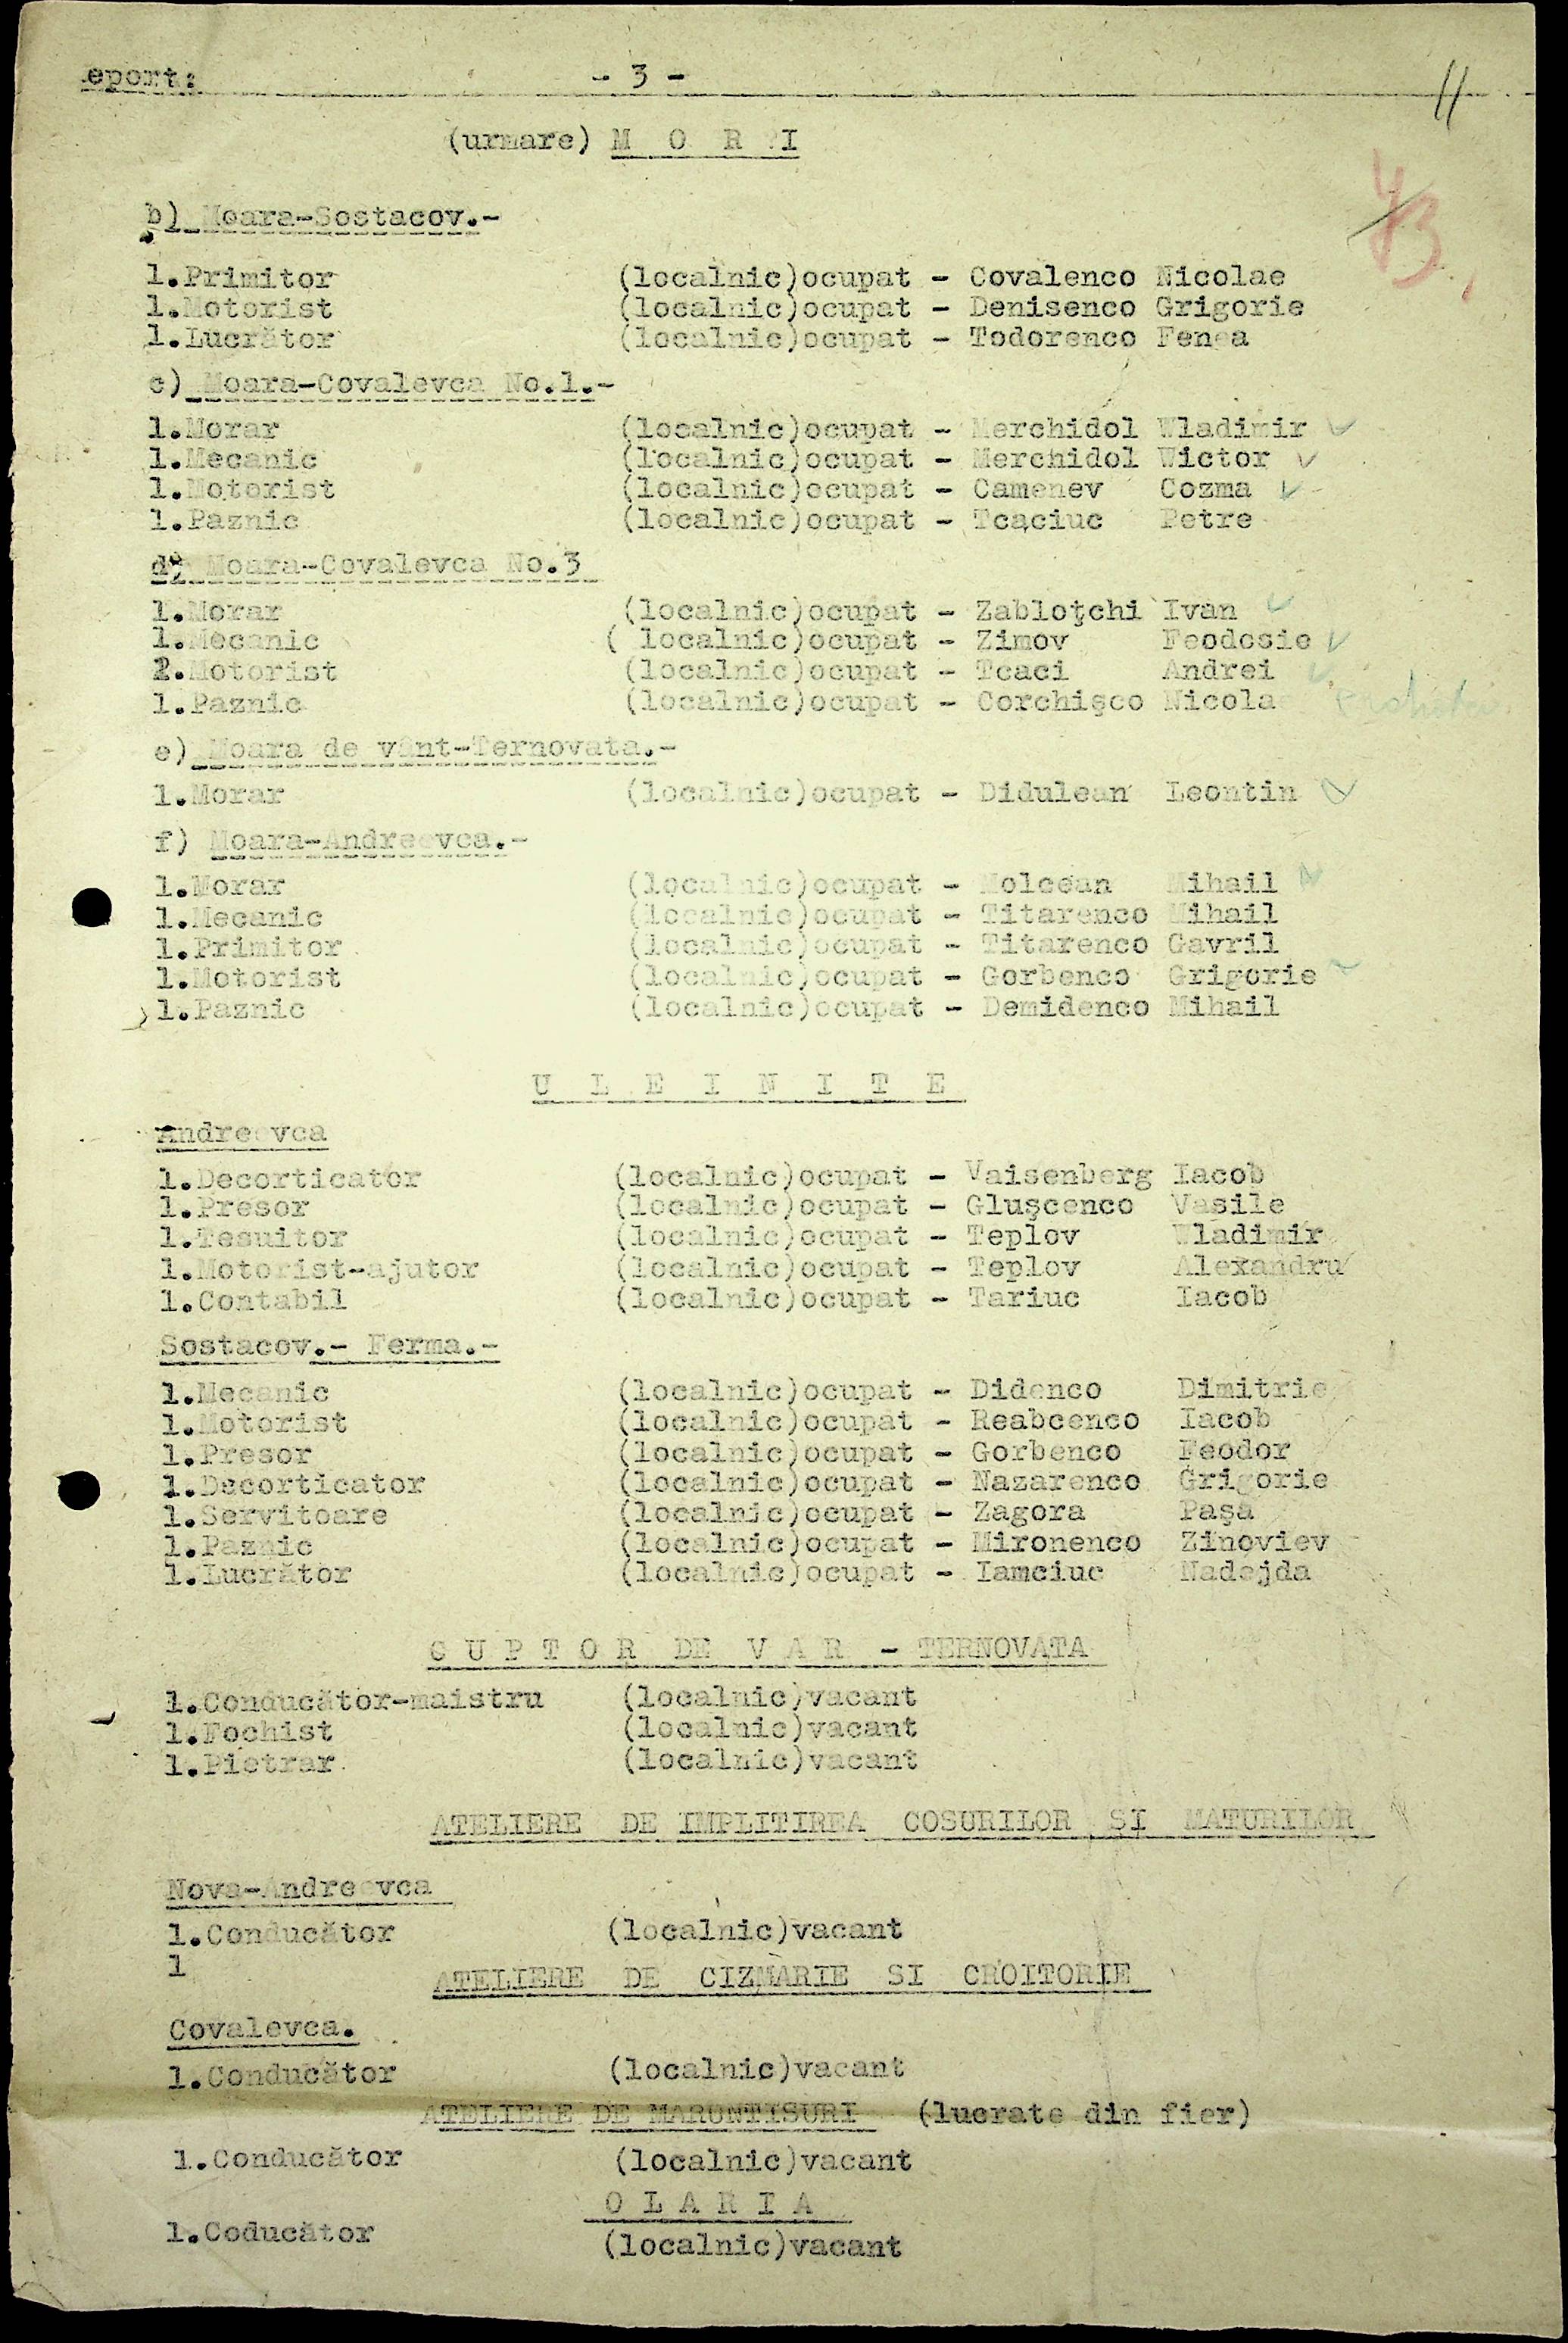 eport:
- 3 -
11
(urmare) M O R I
43
b) Moara-Sostacov.-
1.Primitor (localnic)ocupat - Covalenco Nicolae
1.Motorist (localnic)ocupat - Denisenco Grigorie
1.Lucrător (localnic)ocupat - Todorenco Fenea
c) Moara-Covalevca No.1.-
1.Morar (localnic)ocupat - Merchidol Wladimir
1.Mecanic (localnic)ocupat - Merchidol Wictor
1.Motorist (localnic)ocupat - Camenev Cozma
1.Paznic (localnic)ocupat - Tcaciuc Petre
d) Moara-Covalevca No.3
1.Morar (localnic)ocupat - Zabloţchi Ivan
1.Mecanic ( localnic)ocupat - Zimov Feodosie
1.Motorist (localnic)ocupat - Tcaci Andrei
1.Paznic (localnic)ocupat - Corchişco Nicolae
e) Moara de vânt-Ternovata.-
1.Morar (localnic)ocupat - Didulean Leontin
f) Moara-Andreevca.-
1.Morar (localnic)ocupat - Molcean Mihail
1.Mecanic (localnic)ocupat - Titarenco Mihail
1.Primitor (localnic)ocupat - Titarenco Gavril
1.Motorist (localnic)ocupat - Gorbenco Grigorie
1.Paznic (localnic)ocupat - Demidenco Mihail
U L E I N I T E
Andreevca
1.Decorticator (localnic)ocupat - Vaisenberg Iacob
1.Presor (localnic)ocupat - Gluşcenco Vasile
1.Tesuitor (localnic)ocupat - Teplov Wladimir
1.Motorist-ajutor (localnic)ocupat - Teplov Alexandru
1.Contabil (localnic)ocupat - Tariuc Iacob
Sostacov.- Ferma.-
1.Mecanic (localnic)ocupat - Didenco Dimitrie
1.Motorist (localnic)ocupat - Reabcenco Iacob
1.Presor (localnic)ocupat - Gorbenco Feodor
1.Decorticator (localnic)ocupat - Nazarenco Grigorie
1.Servitoare (localnic)ocupat - Zagora Paşa
1.Paznic (localnic)ocupat - Mironenco Zinoviev
1.Lucrător (localnic)ocupat - Iamciuc Nadejda
C U P T O R DE V A R - TERNOVATA
1.Conducător-maistru (localnic)vacant
1.Fochist (localnic)vacant
1.Pietrar (localnic)vacant
ATELIERE DE IMPLITIREA COSURILOR SI MATURILOR
Nova-Andreevca
1.Conducător (localnic)vacant
1
ATELIERE DE CIZMARIE SI CROITORIE
Covalevca.
1.Conducător (localnic)vacant
ATELIERE DE MARUNTISURI (lucrate din fier)
1.Conducător (localnic)vacant
O L A R I A
1.Coducător (localnic)vacant